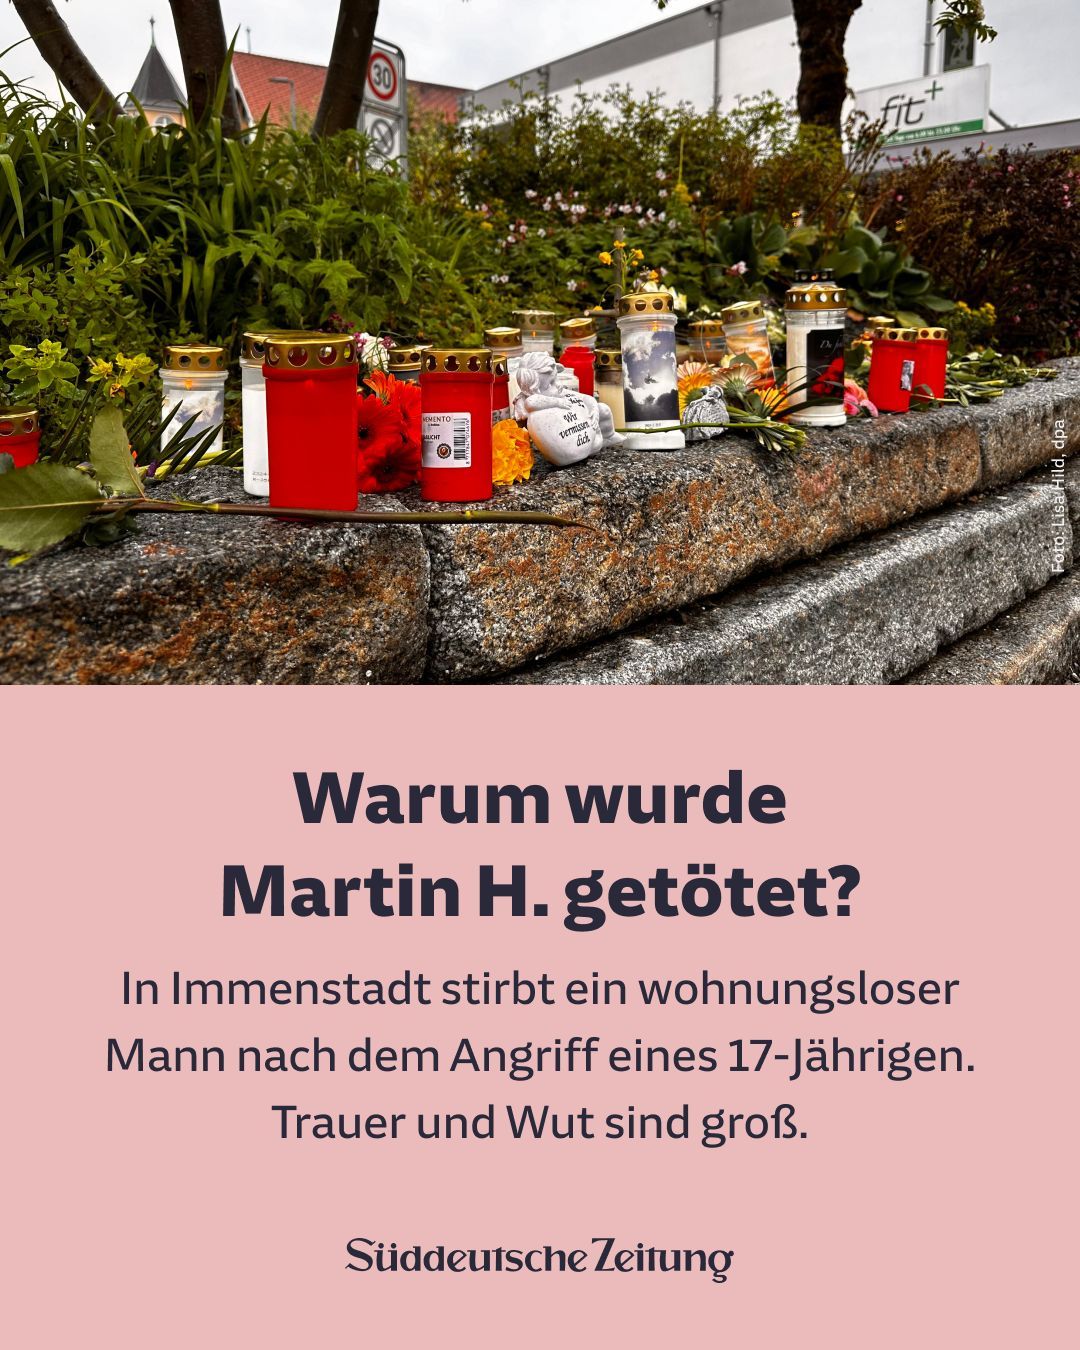 30
fit+
MEMENTO
Wir
vermissen
dich.
Foto: Lisa Hild, dpa
Warum wurde
Martin H. getötet?
In Immenstadt stirbt ein wohnungsloser
Mann nach dem Angriff eines 17-Jährigen.
Trauer und Wut sind groß.
Süddeutsche Zeitung